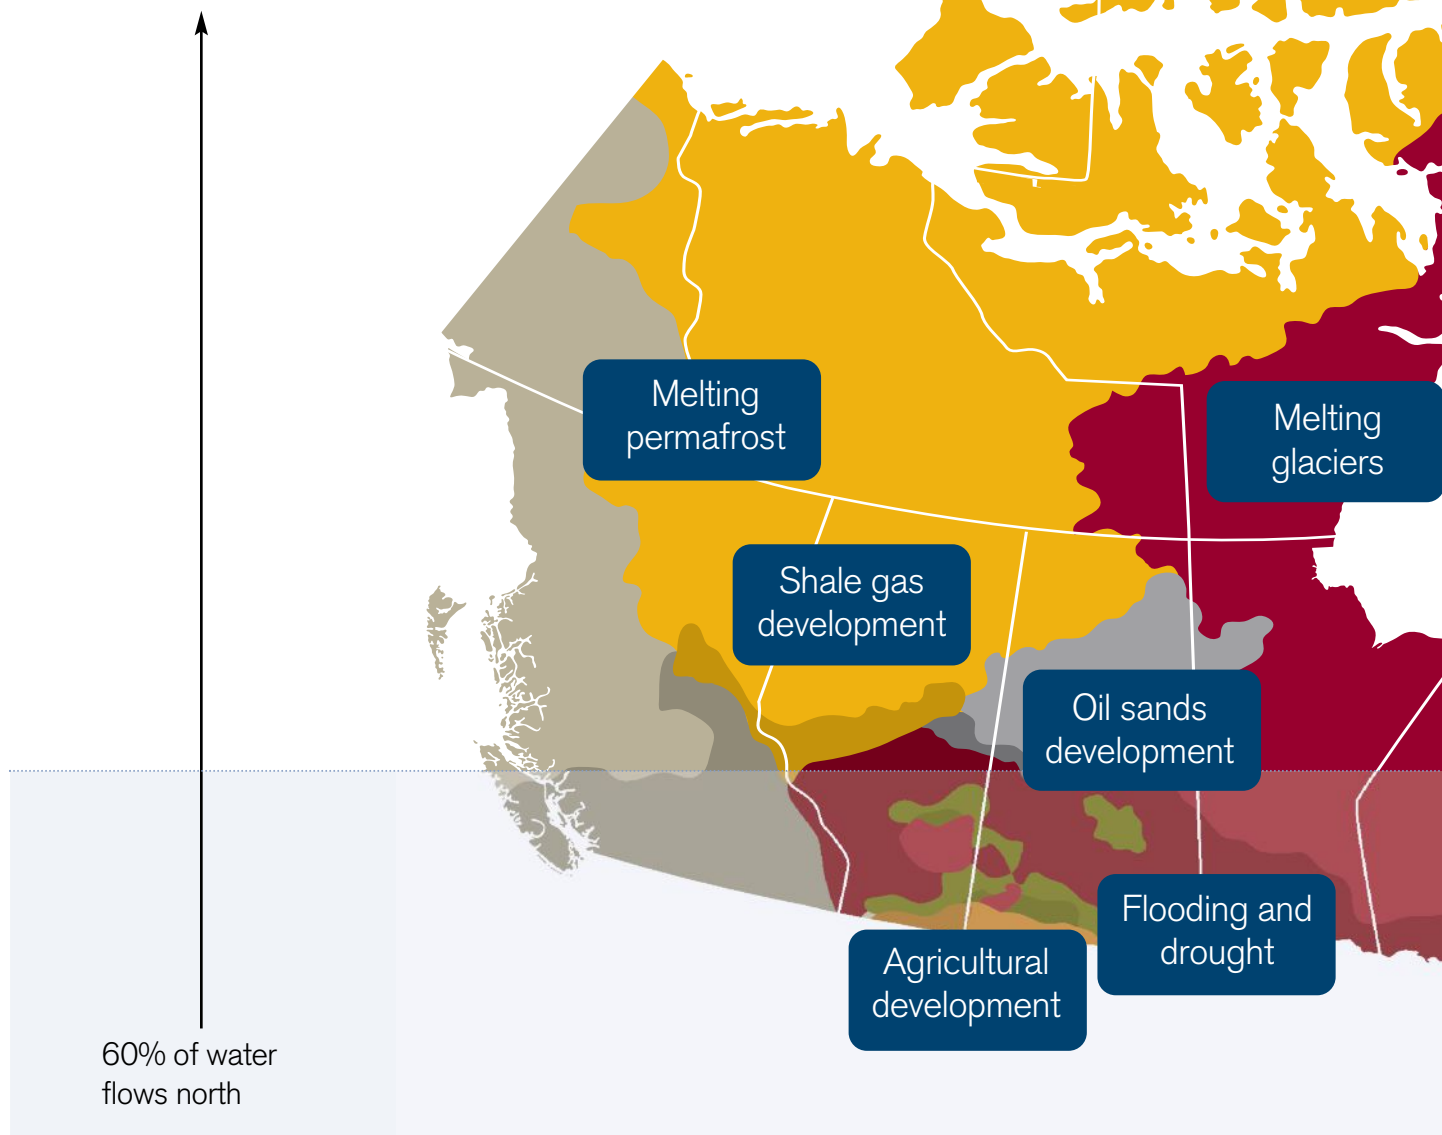 Melting
permafrost
Melting
glaciers
Shale gas
development
Oil sands
development
Flooding and
drought
Agricultural
development
60% of water
flows north